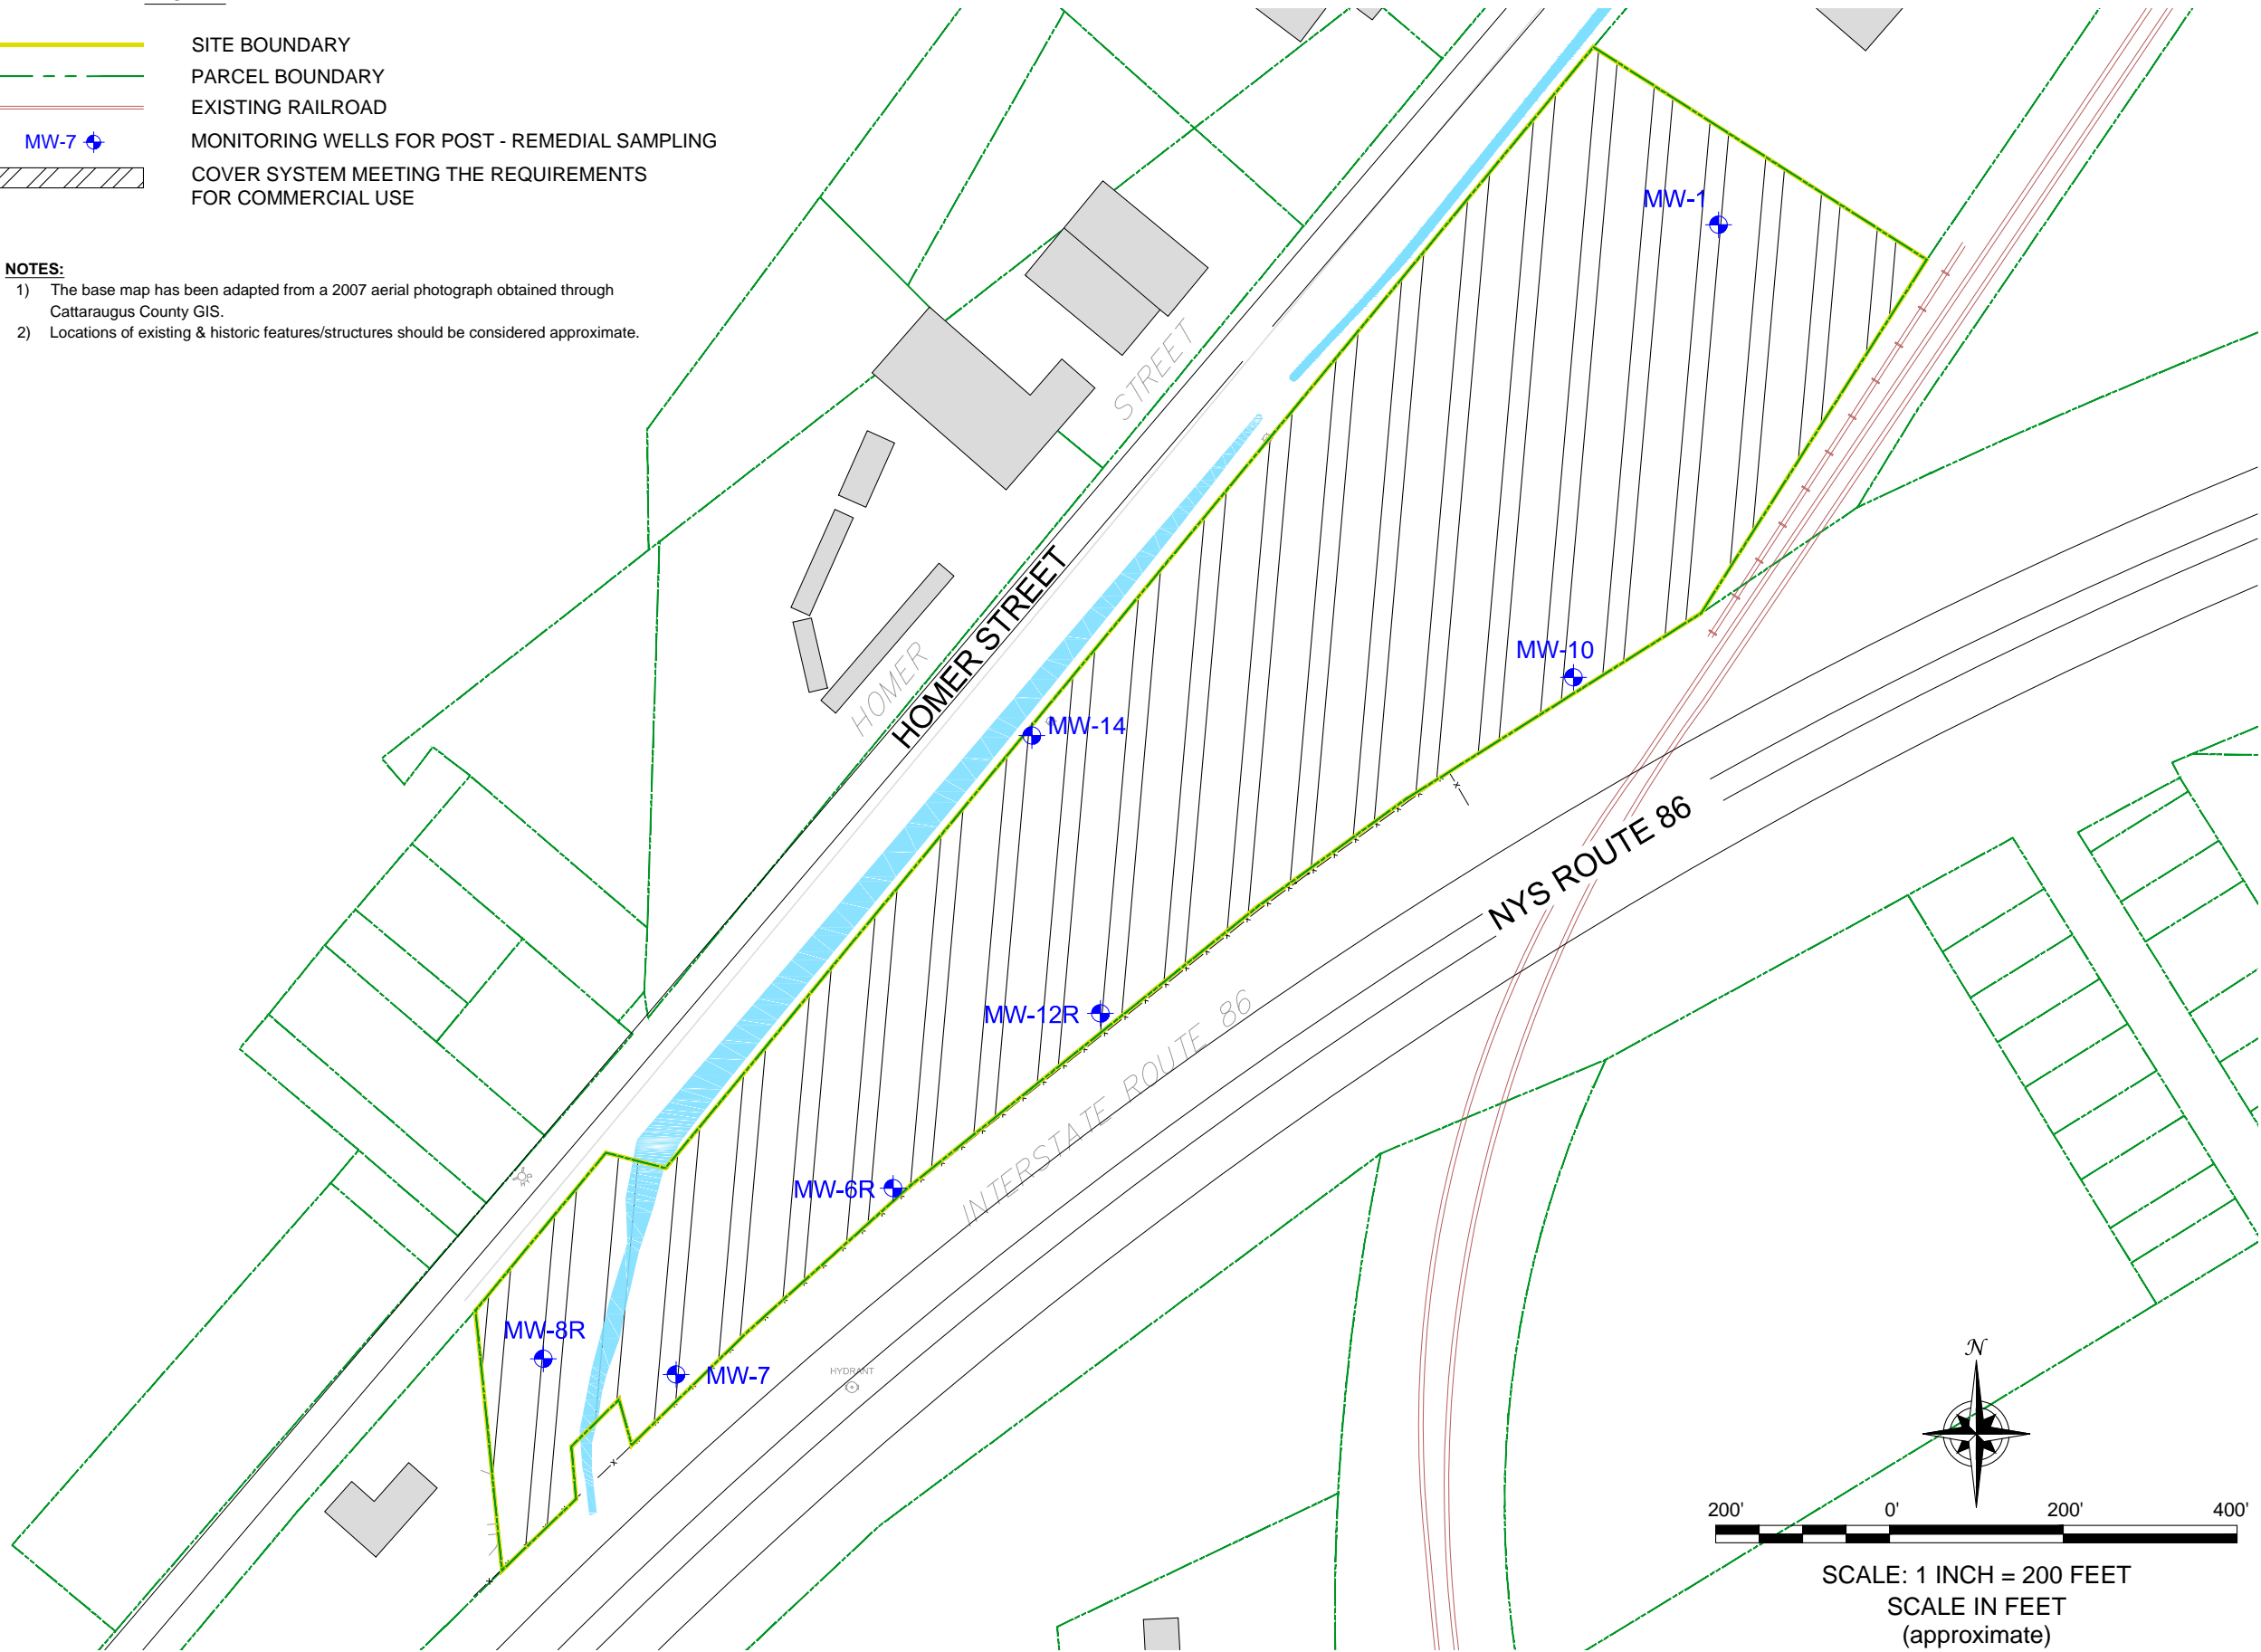 SITE BOUNDARY
PARCEL BOUNDARY
EXISTING RAILROAD
MW-7
MONITORING WELLS FOR POST - REMEDIAL SAMPLING
COVER SYSTEM MEETING THE REQUIREMENTS
FOR COMMERCIAL USE
NOTES:
1) The base map has been adapted from a 2007 aerial photograph obtained through
Cattaraugus County GIS.
2) Locations of existing & historic features/structures should be considered approximate.
MW-1
STREET
HOMER STREET
HOMER
MW-10
MW-14
NYS ROUTE 86
MW-12R
INTERSTATE ROUTE 86
MW-6R
MW-8R
MW-7
HYDRANT
N
200' 0' 200' 400'
SCALE: 1 INCH = 200 FEET
SCALE IN FEET
(approximate)